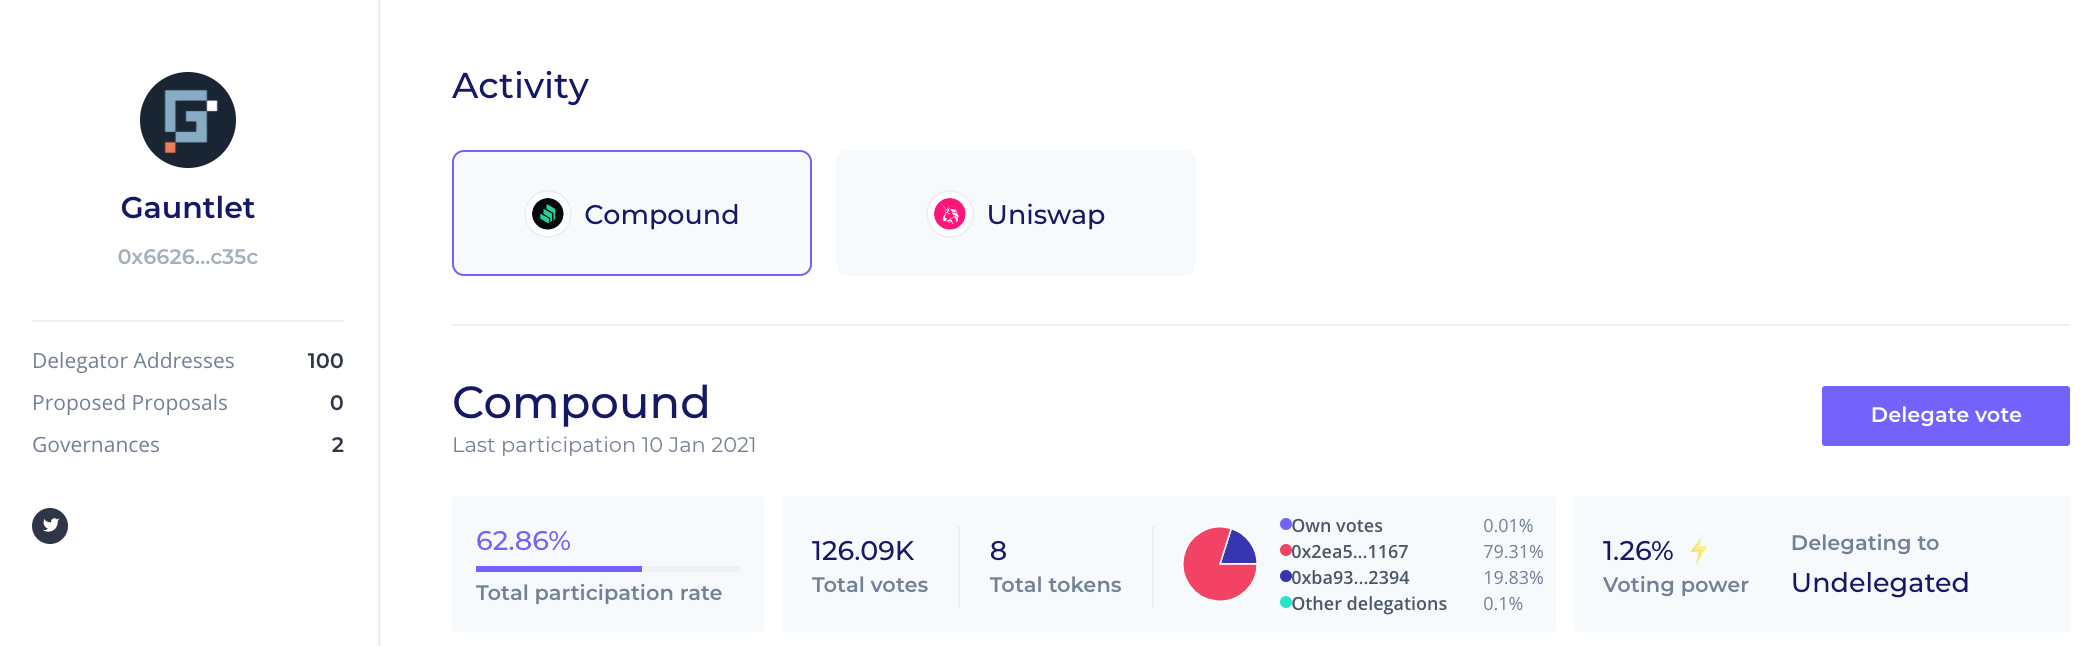 Gauntlet
0x6626...c35c
Delegator Addresses 100
Proposed Proposals 0
Governances 2
Activity
Compound
Uniswap
Compound
Last participation 10 Jan 2021
Delegate vote
62.86%
Total participation rate
126.09K
Total votes
8
Total tokens
Own votes 0.01%
0x2ea5...1167 79.31%
0xba93...2394 19.83%
Other delegations 0.1%
1.26%
Voting power
Delegating to
Undelegated